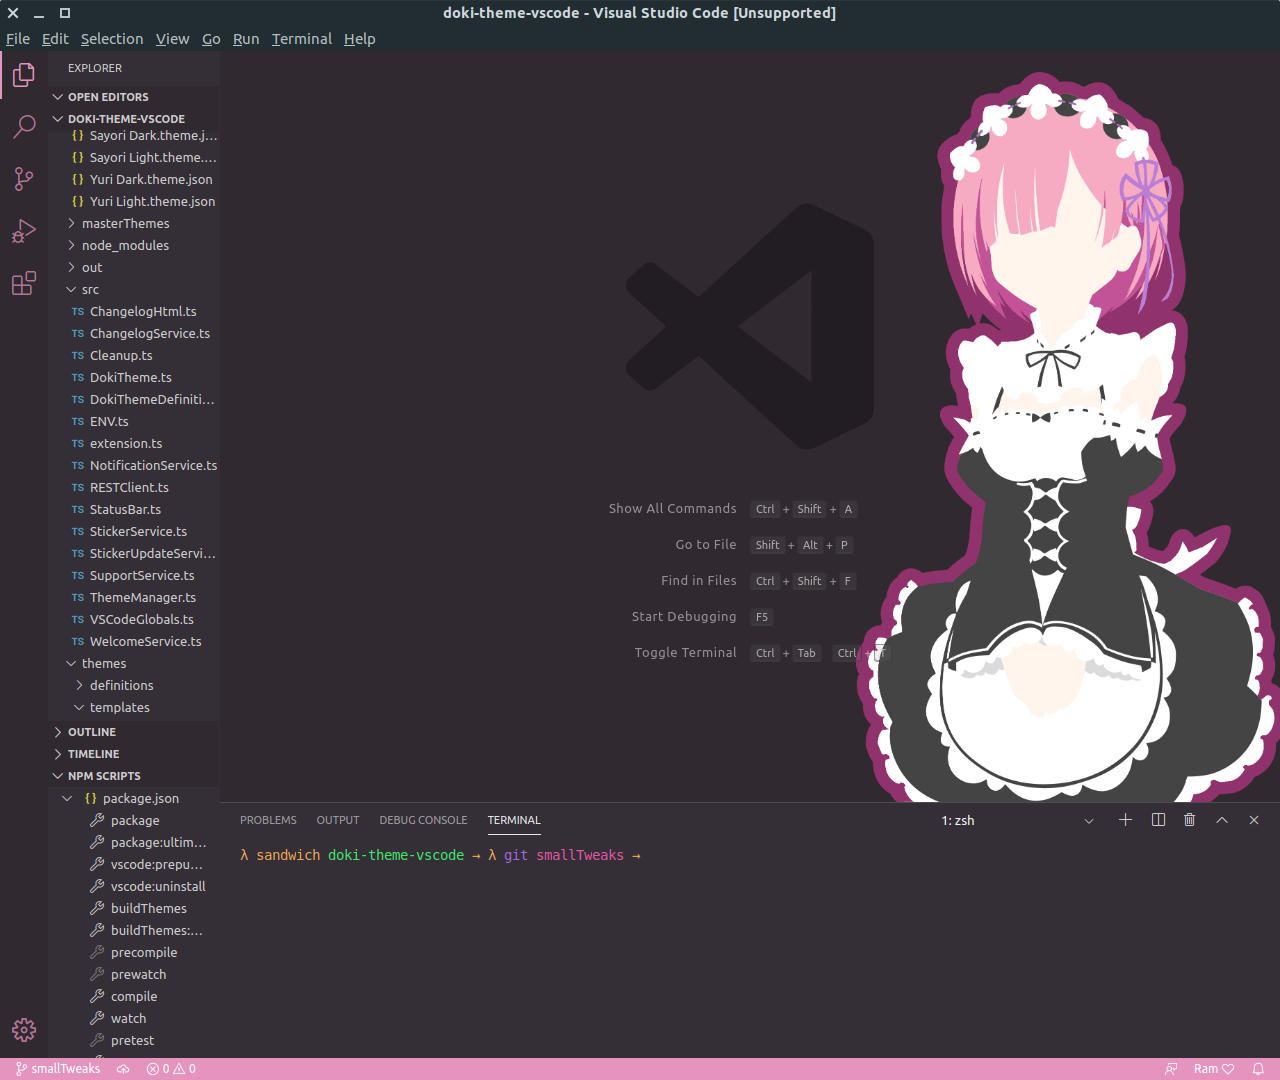 doki-theme-vscode - Visual Studio Code [Unsupported]
File Edit Selection View Go Run Terminal Help
EXPLORER
OPEN EDITORS
DOKI-THEME-VSCODE
{} Sayori Dark.theme.j...
{} Sayori Light.theme....
{} Yuri Dark.theme.json
{} Yuri Light.theme.json
masterThemes
node_modules
out
src
TS ChangelogHtml.ts
TS ChangelogService.ts
TS Cleanup.ts
TS DokiTheme.ts
TS DokiThemeDefiniti...
TS ENV.ts
TS extension.ts
TS NotificationService.ts
TS RESTClient.ts
TS StatusBar.ts
TS StickerService.ts
TS StickerUpdateServi...
TS SupportService.ts
TS ThemeManager.ts
TS VSCodeGlobals.ts
TS WelcomeService.ts
themes
definitions
templates
OUTLINE
TIMELINE
NPM SCRIPTS
{} package.json
package
package:ultim...
vscode:prepu...
vscode:uninstall
buildThemes
buildThemes:...
precompile
prewatch
compile
watch
pretest
Show All Commands Ctrl + Shift + A
Go to File Shift + Alt + P
Find in Files Ctrl + Shift + F
Start Debugging F5
Toggle Terminal Ctrl + Tab Ctrl + T
PROBLEMS OUTPUT DEBUG CONSOLE TERMINAL 1: zsh
λ sandwich doki-theme-vscode → λ git smallTweaks →
smallTweaks 0 0 Ram